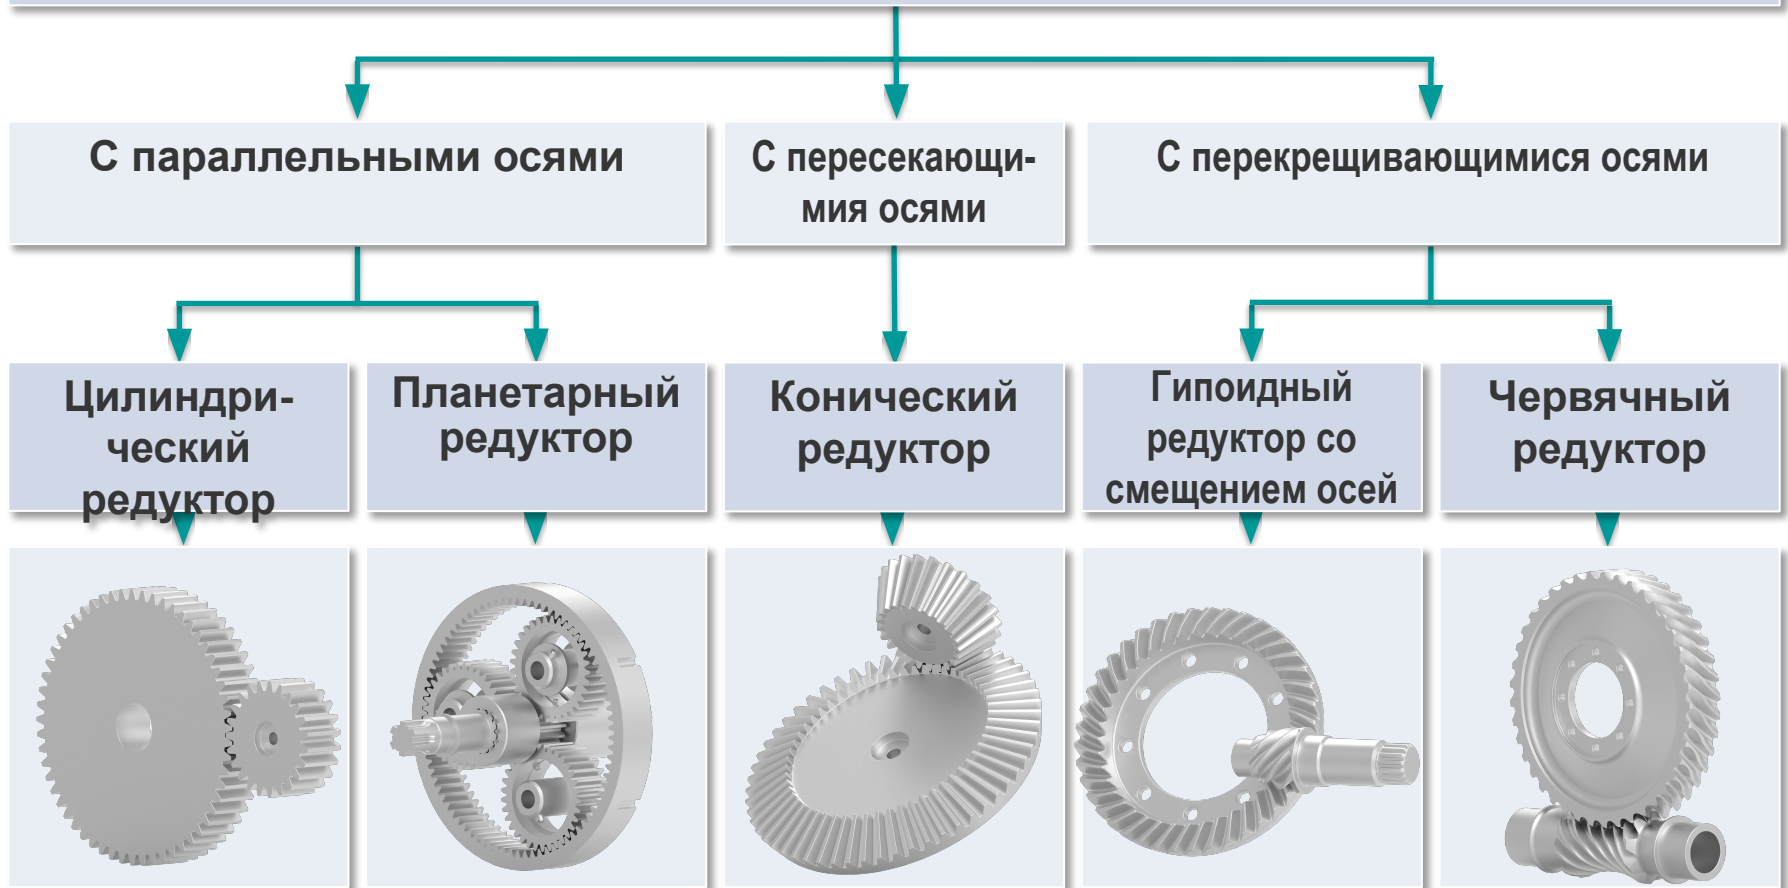 С параллельными осями
С пересекающи-
мия осями
С перекрещивающимися осями
Цилиндри-
ческий
редуктор
Планетарный
редуктор
Конический
редуктор
Гипоидный
редуктор со
смещением осей
Червячный
редуктор